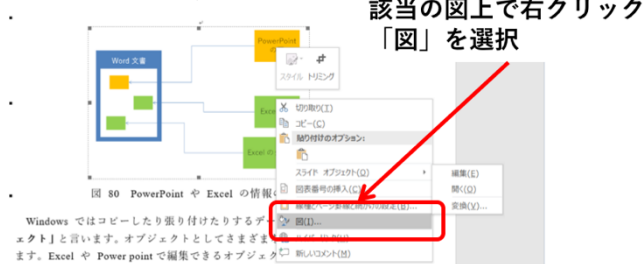 該当の図上で右クリック
「図」を選択
PowerPoint
の
Word 文書
Excel
Excel の
スタイル トリミング
切り取り(T)
コピー(C)
貼り付けのオプション:
スライド オブジェクト(O)
編集(E)
開く(O)
変換(V)...
図表番号の挿入(C)...
図(I)...
新しいコメント(M)
図 80 PowerPoint や Excel の情報
Windows ではコピーしたり張り付けたりするデー
ェクト」と言います。オブジェクトとしてさまざま
ます。Excel や Power point で編集できるオブジェク